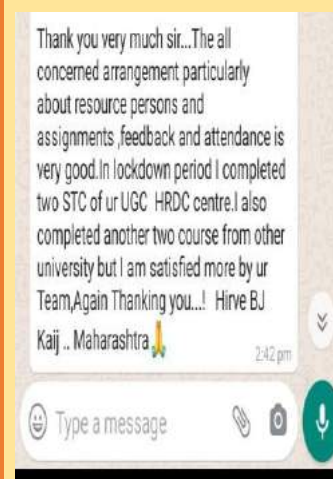 Thank you very much sir...The all
concerned arrangement particularly
about resource persons and
assignments ,feedback and attendance is
very good.In lockdown period I completed
two STC of ur UGC HRDC centre.I also
completed another two course from other
university but I am satisfied more by ur
Team,Again Thanking you...! Hirve BJ
Kaij .. Maharashtra🙏
2:42 pm
Type a message